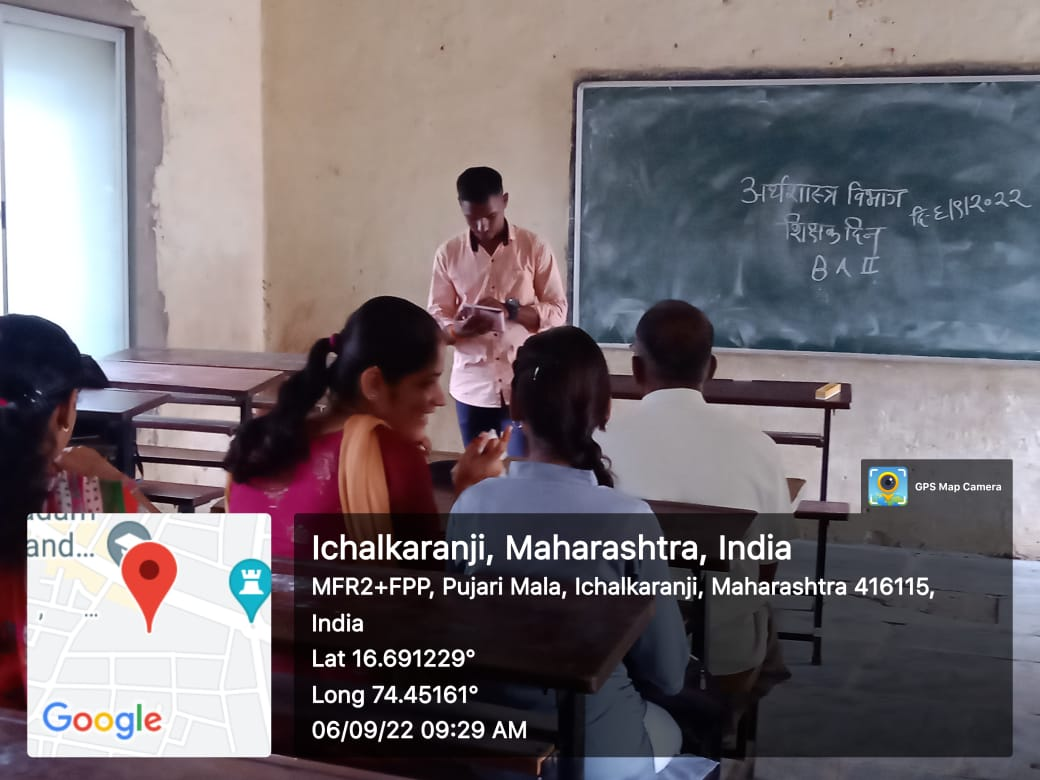 अर्थशास्त्र विभाग दि-६/९/२०२२
शिक्षक दिन
B A II
GPS Map Camera
and...
...
Google
Ichalkaranji, Maharashtra, India
MFR2+FPP, Pujari Mala, Ichalkaranji, Maharashtra 416115,
India
Lat 16.691229°
Long 74.45161°
06/09/22 09:29 AM